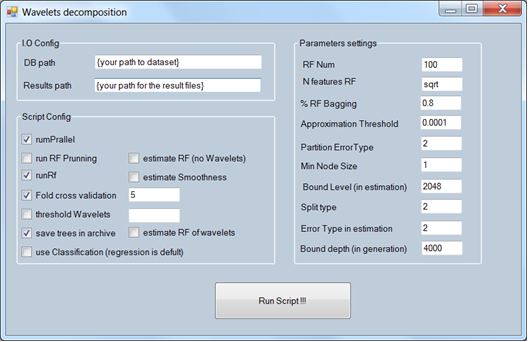 Wavelets decomposition
I.O Config
DB path {your path to dataset}
Results path {your path for the result files}
Script Config
rumPrallel
run RF Prunning estimate RF (no Wavelets)
runRf estimate Smoothness
Fold cross validation 5
threshold Wavelets
save trees in archive estimate RF of wavelets
use Classification (regression is defult)
Parameters settings
RF Num 100
N features RF sqrt
% RF Bagging 0.8
Approximation Threshold 0.0001
Partition ErrorType 2
Min Node Size 1
Bound Level (in estimation) 2048
Split type 2
Error Type in estimation 2
Bound depth (in generation) 4000
Run Script !!!